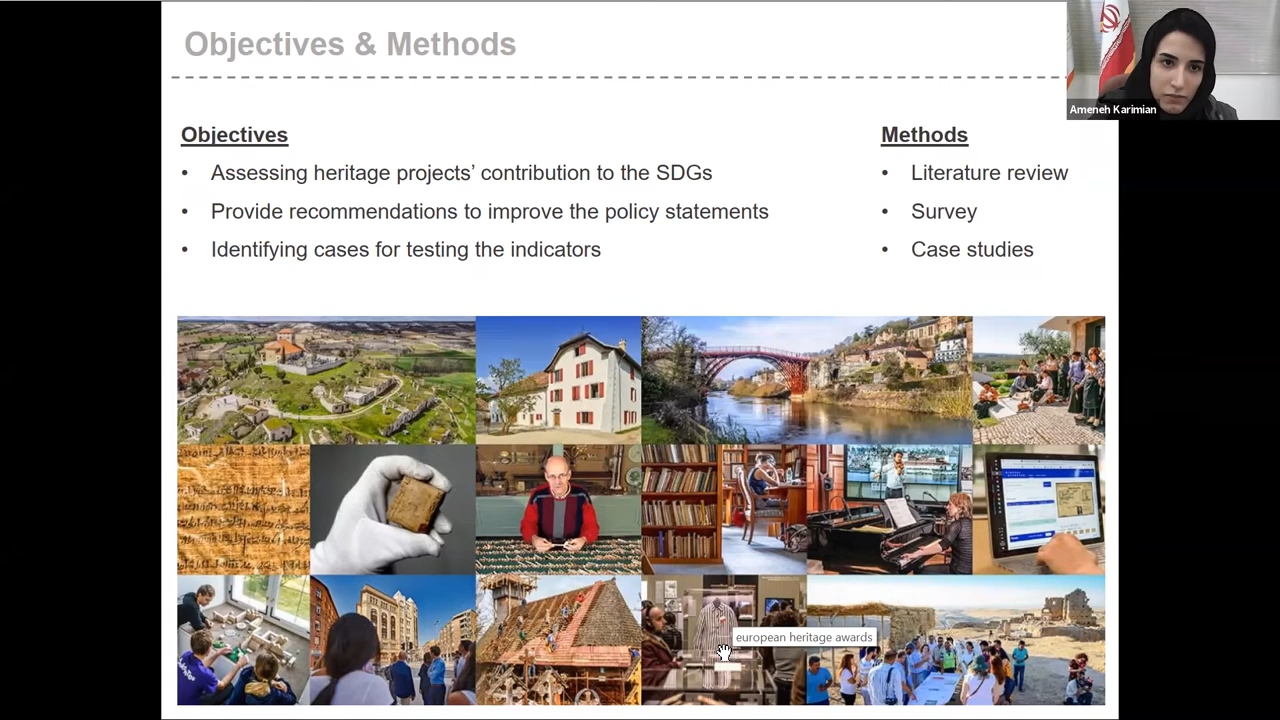 Objectives & Methods
Ameneh Karimian
Objectives
• Assessing heritage projects' contribution to the SDGs
• Provide recommendations to improve the policy statements
• Identifying cases for testing the indicators
Methods
• Literature review
• Survey
• Case studies
european heritage awards